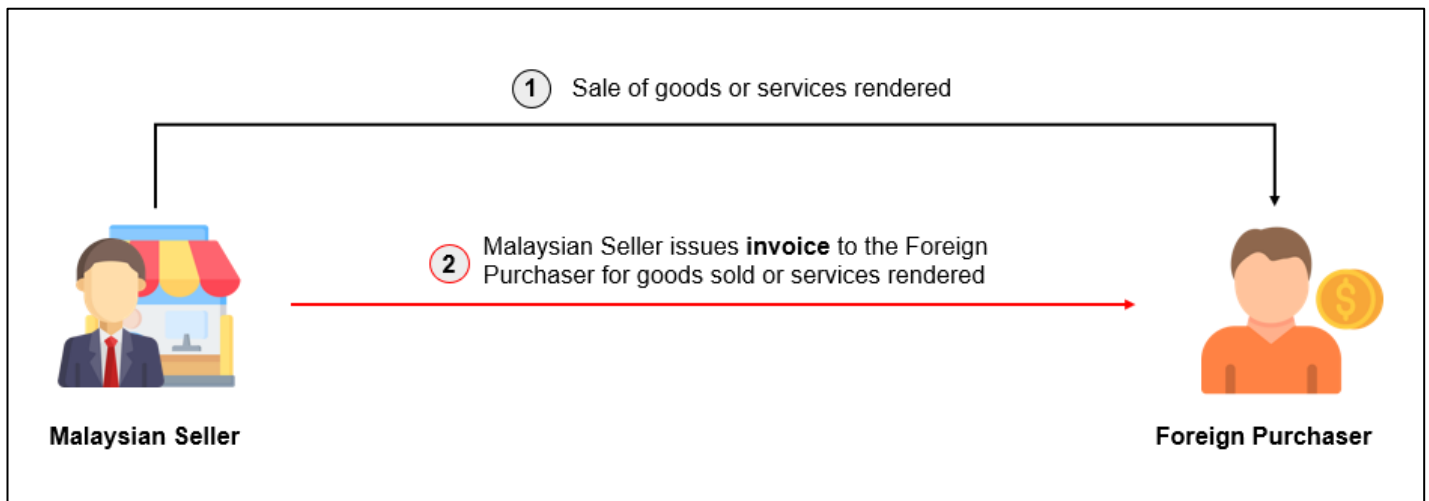 1 Sale of goods or services rendered
2 Malaysian Seller issues invoice to the Foreign
Purchaser for goods sold or services rendered
$
Malaysian Seller
Foreign Purchaser